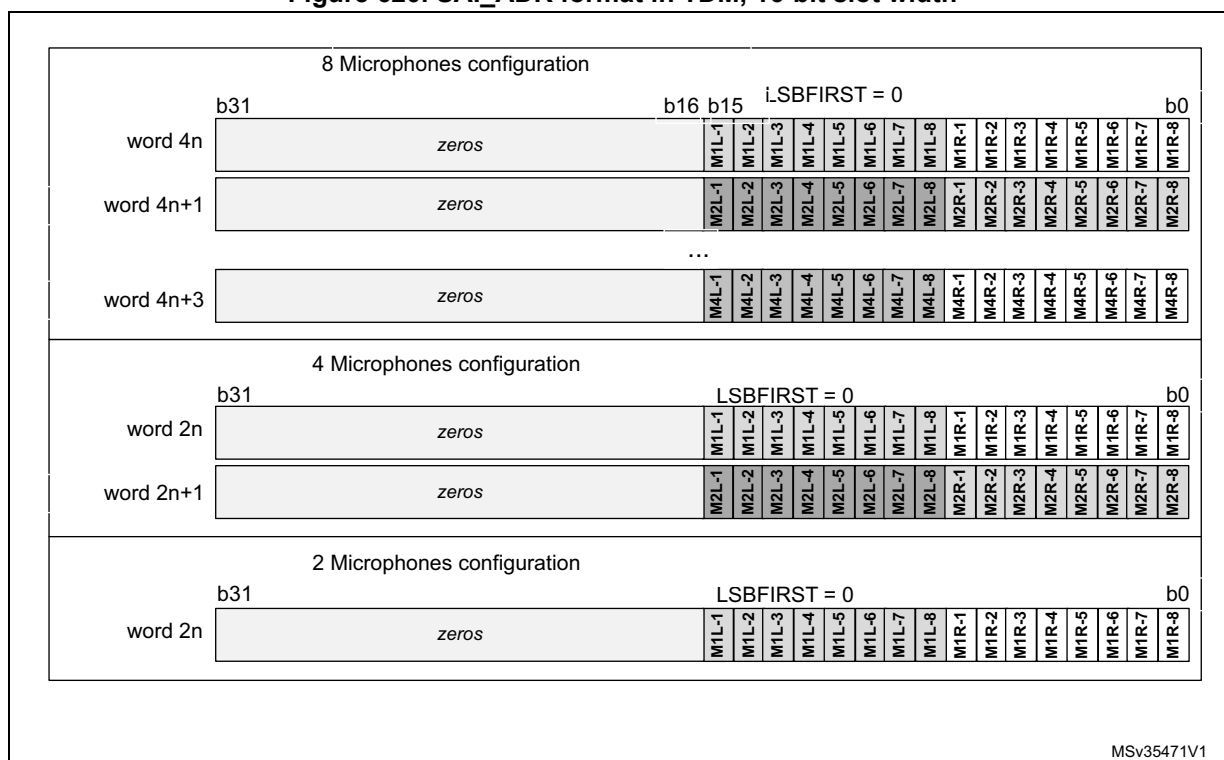 8 Microphones configuration
LSBFIRST = 0
b31 b16 b15 b0
word 4n zeros M1L-1 M1L-2 M1L-3 M1L-4 M1L-5 M1L-6 M1L-7 M1L-8 M1R-1 M1R-2 M1R-3 M1R-4 M1R-5 M1R-6 M1R-7 M1R-8
word 4n+1 zeros M2L-1 M2L-2 M2L-3 M2L-4 M2L-5 M2L-6 M2L-7 M2L-8 M2R-1 M2R-2 M2R-3 M2R-4 M2R-5 M2R-6 M2R-7 M2R-8
...
word 4n+3 zeros M4L-1 M4L-2 M4L-3 M4L-4 M4L-5 M4L-6 M4L-7 M4L-8 M4R-1 M4R-2 M4R-3 M4R-4 M4R-5 M4R-6 M4R-7 M4R-8
4 Microphones configuration
b31 LSBFIRST = 0 b0
word 2n zeros M1L-1 M1L-2 M1L-3 M1L-4 M1L-5 M1L-6 M1L-7 M1L-8 M1R-1 M1R-2 M1R-3 M1R-4 M1R-5 M1R-6 M1R-7 M1R-8
word 2n+1 zeros M2L-1 M2L-2 M2L-3 M2L-4 M2L-5 M2L-6 M2L-7 M2L-8 M2R-1 M2R-2 M2R-3 M2R-4 M2R-5 M2R-6 M2R-7 M2R-8
2 Microphones configuration
b31 LSBFIRST = 0 b0
word 2n zeros M1L-1 M1L-2 M1L-3 M1L-4 M1L-5 M1L-6 M1L-7 M1L-8 M1R-1 M1R-2 M1R-3 M1R-4 M1R-5 M1R-6 M1R-7 M1R-8
MSv35471V1